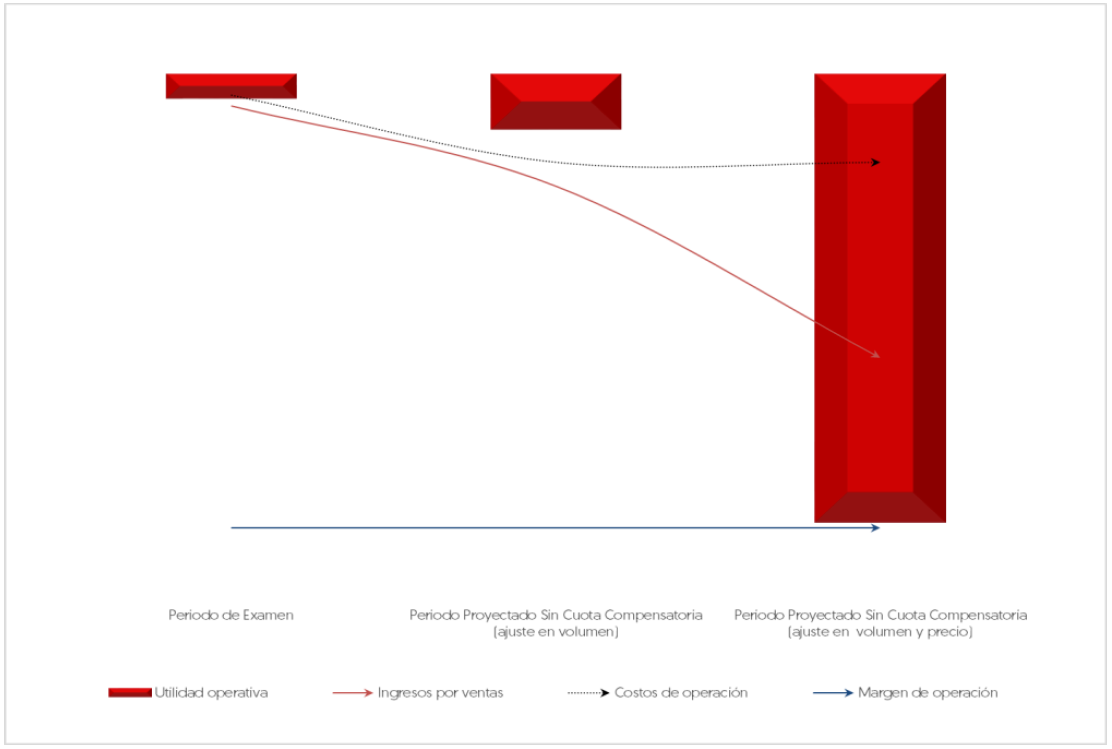 Periodo de Examen
Periodo Proyectado Sin Cuota Compensatoria
(ajuste en volumen)
Periodo Proyectado Sin Cuota Compensatoria
(ajuste en volumen y precio)
Utilidad operativa
Ingresos por ventas
Costos de operación
Margen de operación